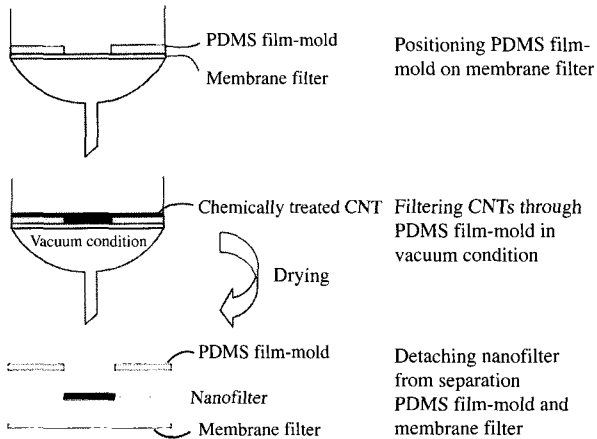 PDMS film-mold
Membrane filter
Positioning PDMS film-
mold on membrane filter
Chemically treated CNT
Vacuum condition
Drying
Filtering CNTs through
PDMS film-mold in
vacuum condition
PDMS film-mold
Nanofilter
Membrane filter
Detaching nanofilter
from separation
PDMS film-mold and
membrane filter